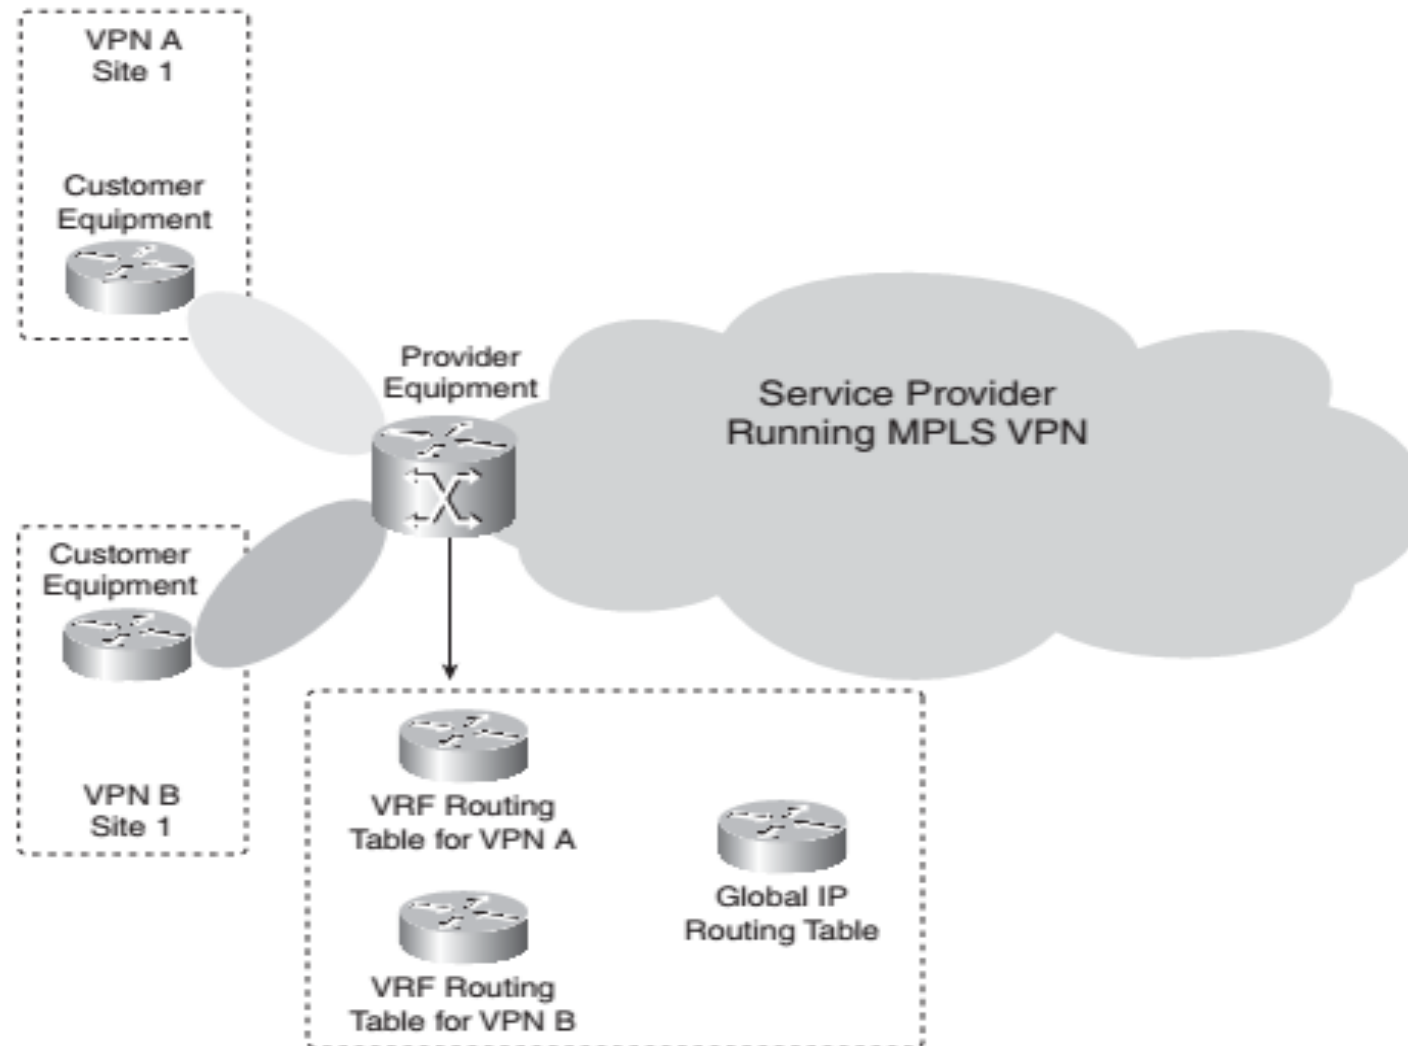 VPN A
Site 1
Customer
Equipment
Provider
Equipment
Service Provider
Running MPLS VPN
Customer
Equipment
VPN B
Site 1
VRF Routing
Table for VPN A
Global IP
Routing Table
VRF Routing
Table for VPN B